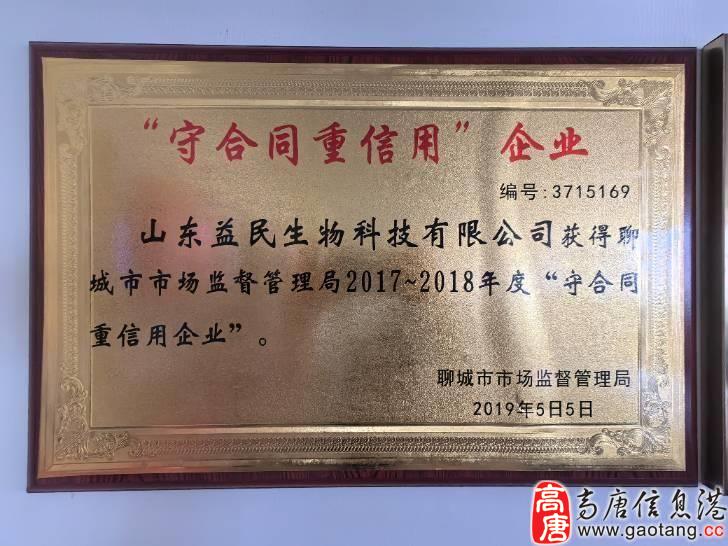 “守合同重信用”企业
编号:3715169
山东益民生物科技有限公司获得聊
城市市场监督管理局2017~2018年度“守合同
重信用企业”。
聊城市市场监督管理局
2019年5日5日
高唐 高唐信息港
www.gaotang.cc